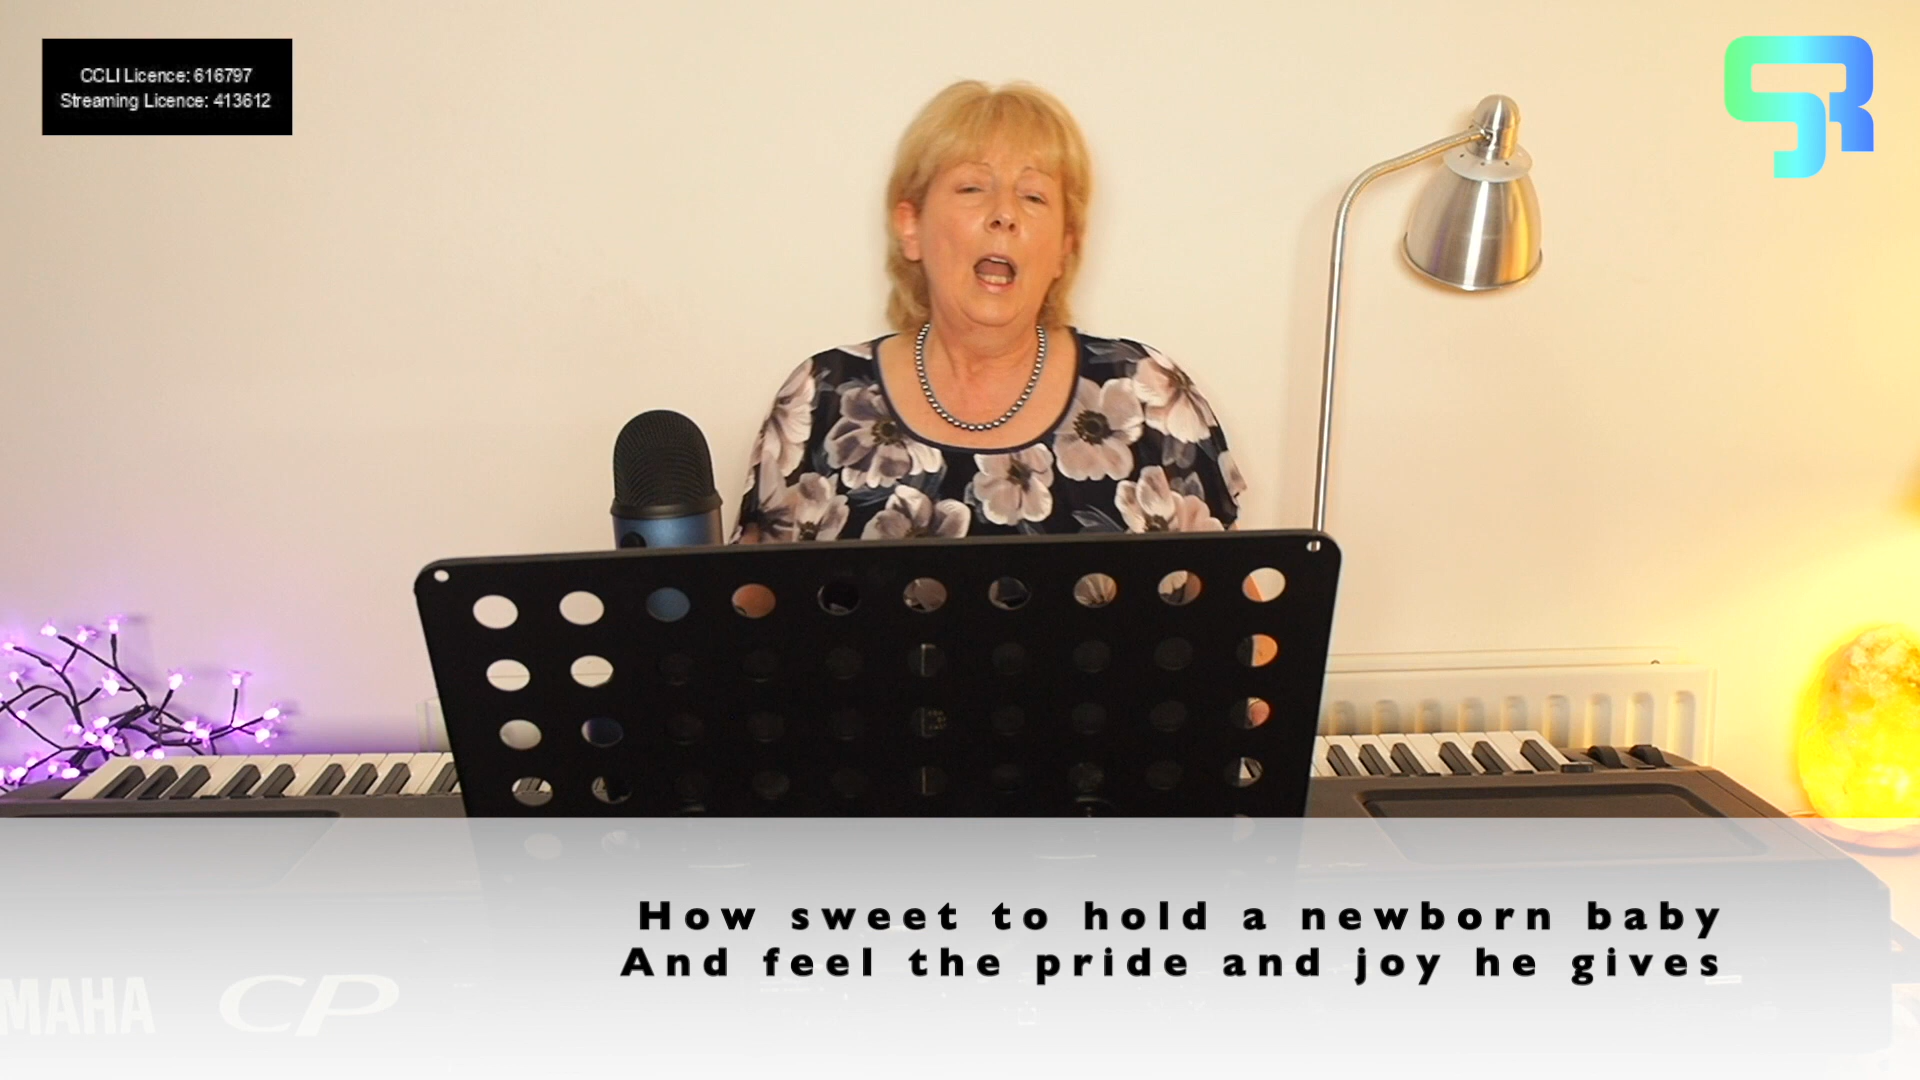 CCLI Licence: 616797
Streaming Licence: 413612
How sweet to hold a newborn baby
And feel the pride and joy he gives
MAHA CP